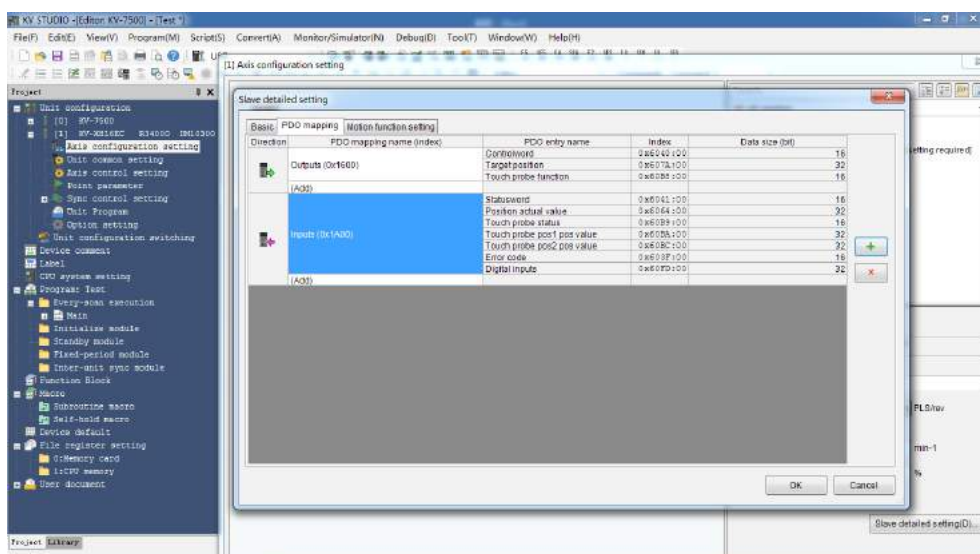 KV STUDIO -[Editor: KV-7500] - [Test *]
File(F) Edit(E) View(V) Program(M) Script(S) Convert(A) Monitor/Simulator(N) Debug(D) Tool(T) Window(W) Help(H)
[1] Axis configuration setting
Project
Unit configuration
[0] KV-7500
[1] KV-XH16EC R34000
Axis configuration setting
Unit common setting
Axis control setting
Point parameter
Sync control setting
Unit Program
Option setting
Unit configuration switching
Device comment
Label
CPU system setting
Program: Test
Every-scan execution
Main
Initialize module
Standby module
Fixed-period module
Inter-unit sync module
Function Block
Macro
Subroutine macro
Self-hold macro
Device default
File register setting
0:Memory card
1:CPU memory
User document
Project Library
Slave detailed setting
Basic PDO mapping Motion function setting
Direction PDO mapping name (index) PDO entry name Index Data size (bit)
Outputs (0x1600)
Controlword 0x6040:00 16
Target position 0x607A:00 32
Touch probe function 0x60B8:00 16
(Add)
Inputs (0x1A00)
Statusword 0x6041:00 16
Position actual value 0x6064:00 32
Touch probe status 0x60B9:00 16
Touch probe pos1 pos value 0x60BA:00 32
Touch probe pos2 pos value 0x60BC:00 32
Error code 0x603F:00 16
Digital inputs 0x60FD:00 32
(Add)
OK Cancel
setting required]
PLS/rev
min-1
%
Slave detailed setting(D)...